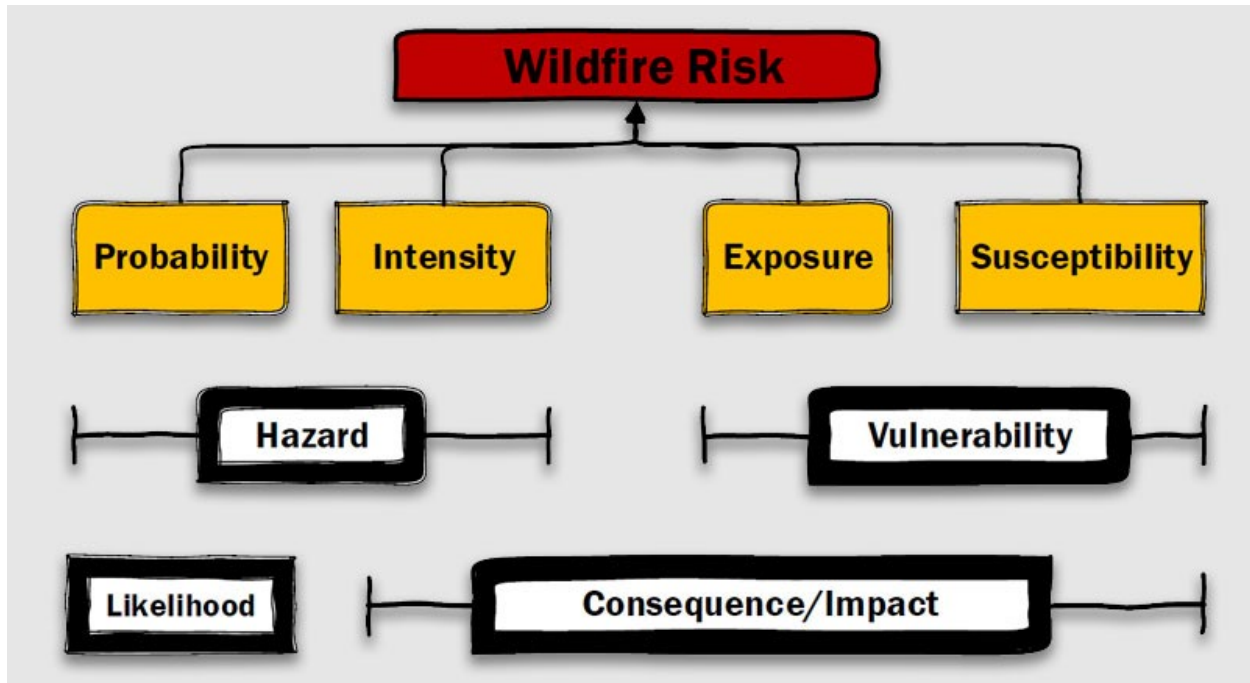 Wildfire Risk
Probability
Intensity
Exposure
Susceptibility
Hazard
Vulnerability
Likelihood
Consequence/Impact